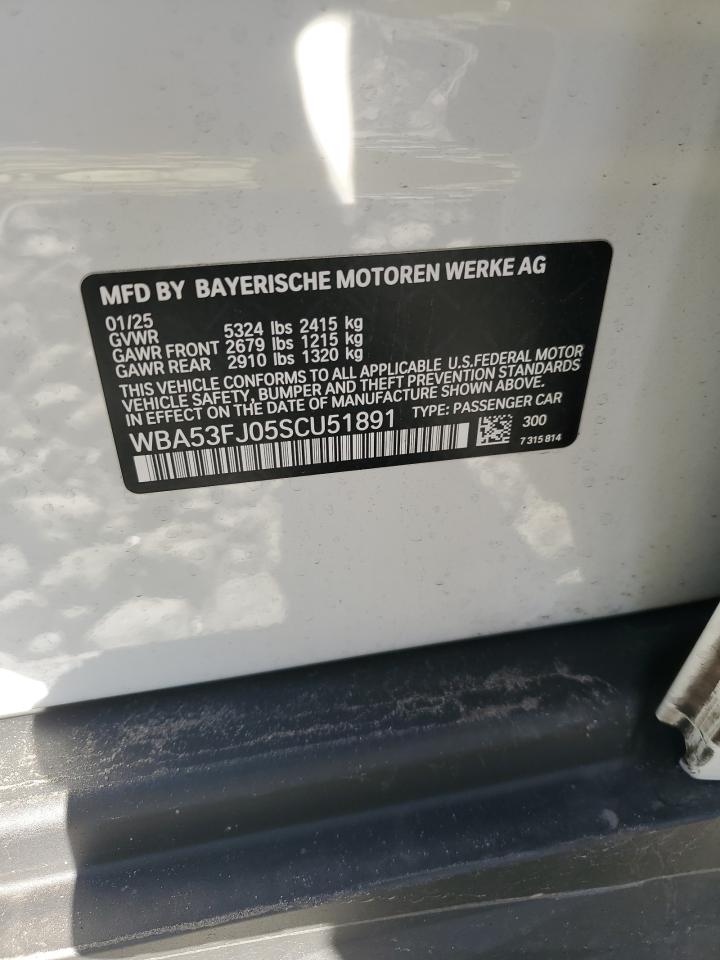 MFD BY BAYERISCHE MOTOREN WERKE AG
01/25
GVWR 5324 lbs 2415 kg
GAWR FRONT 2679 lbs 1215 kg
GAWR REAR 2910 lbs 1320 kg
THIS VEHICLE CONFORMS TO ALL APPLICABLE U.S.FEDERAL MOTOR
VEHICLE SAFETY, BUMPER AND THEFT PREVENTION STANDARDS
IN EFFECT ON THE DATE OF MANUFACTURE SHOWN ABOVE.
WBA53FJ05SCU51891 TYPE: PASSENGER CAR
300
7 315 814